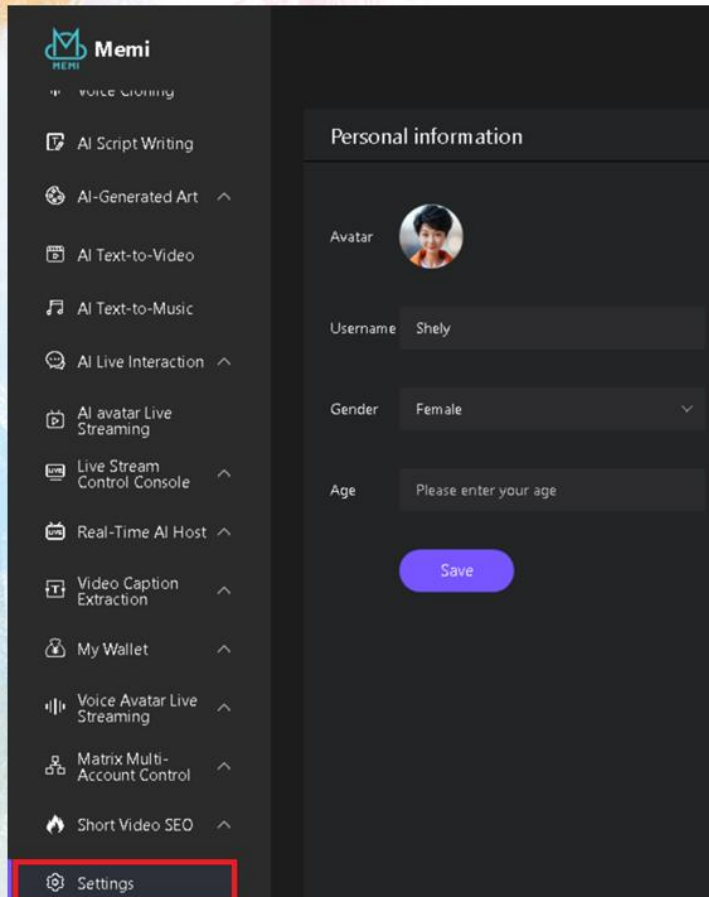 Memi
MEMI
Voice Cloning
AI Script Writing
AI-Generated Art
AI Text-to-Video
AI Text-to-Music
AI Live Interaction
AI avatar Live
Streaming
Live Stream
Control Console
Real-Time AI Host
Video Caption
Extraction
My Wallet
Voice Avatar Live
Streaming
Matrix Multi-
Account Control
Short Video SEO
Settings
Personal information
Avatar
Username Shely
Gender Female
Age Please enter your age
Save